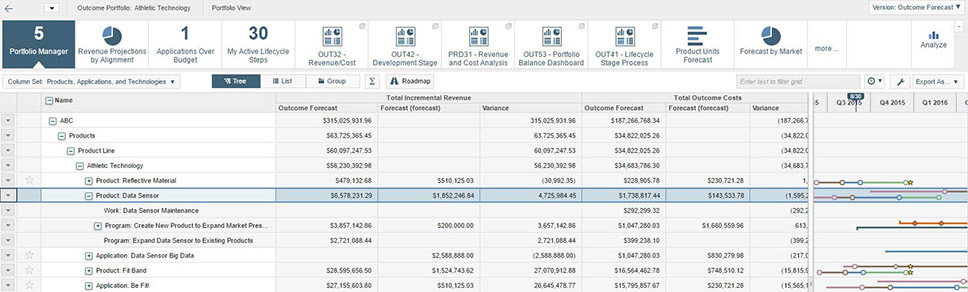 Outcome Portfolio: Athletic Technology Portfolio View Version: Outcome Forecast
5 Portfolio Manager
Revenue Projections by Alignment
1 Applications Over Budget
30 My Active Lifecycle Steps
OUT32 - Revenue/Cost
OUT42 - Development Stage
PRD31 - Revenue and Cost Analysis
OUT53 - Portfolio Balance Dashboard
OUT41 - Lifecycle Stage Process
Product Units Forecast
Forecast by Market
more ...
Analyze
Column Set: Products, Applications, and Technologies Tree List Group Σ Roadmap Enter text to filter grid Export As...
Name Total Incremental Revenue Total Outcome Costs 8/30
Outcome Forecast Forecast (forecast) Variance Outcome Forecast Forecast (forecast) Variance 5 Q3 2015 Q4 2015 Q1 2016
ABC $315,025,931.96 315,025,931.96 $187,266,768.34 (187,266,7
Products $63,725,365.45 63,725,365.45 $34,822,025.26 (34,822,0
Product Line $60,097,247.53 60,097,247.53 $34,822,025.26 (34,822,0
Athletic Technology $56,230,392.98 56,230,392.98 $34,683,786.30 (34,683,7
Product: Reflective Material $479,132.68 $510,125.03 (30,992.35) $228,905.78 $230,721.28 (1,
Product: Data Sensor $6,578,231.29 $1,852,246.84 4,725,984.45 $1,738,817.44 $143,533.78 (1,595,
Work: Data Sensor Maintenance $292,299.32 (292,2
Program: Create New Product to Expand Market Pres... $3,857,142.86 $200,000.00 3,657,142.86 $1,047,280.03 $1,660,559.96 613,
Program: Expand Data Sensor to Existing Products $2,721,088.44 2,721,088.44 $399,238.10 (399,2
Application: Data Sensor Big Data $2,588,888.00 (2,588,888.00) $1,047,280.03 $830,279.98 (217,0
Product: Fit Band $28,595,656.50 $1,524,743.62 27,070,912.88 $16,564,462.78 $748,510.12 (15,815,9
Application: Be Fit! $27,155,603.80 $510,125.03 26,645,478.77 $15,795,857.67 $230,721.28 (15,565,1